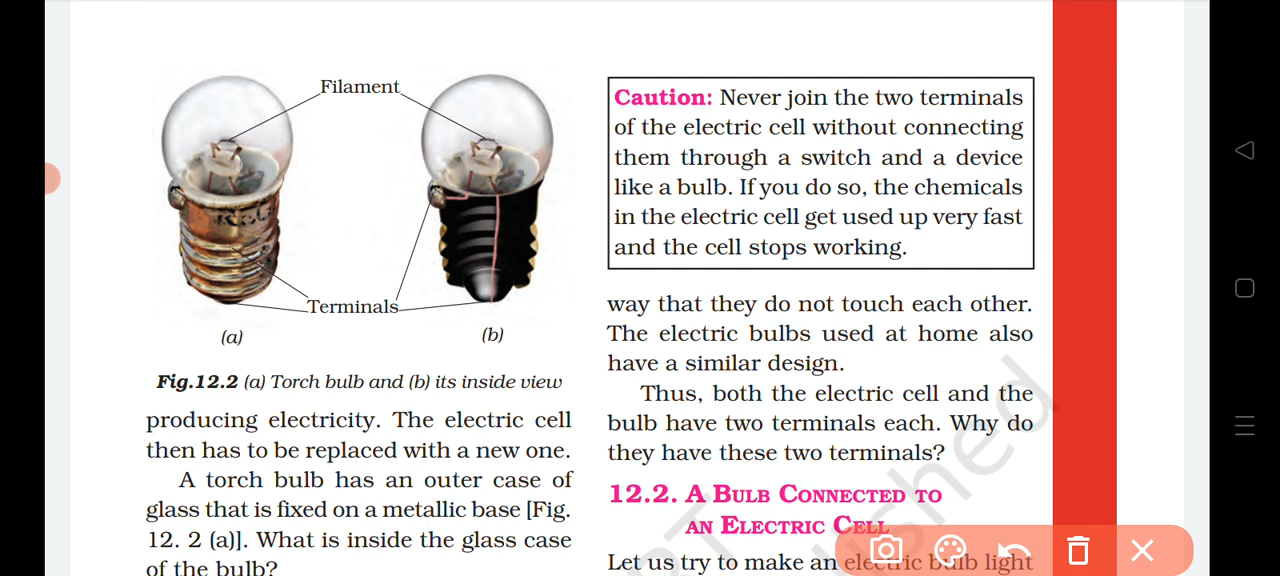 Filament
REC
Terminals
(a)
(b)
Fig.12.2 (a) Torch bulb and (b) its inside view
producing electricity. The electric cell
then has to be replaced with a new one.
A torch bulb has an outer case of
glass that is fixed on a metallic base [Fig.
12. 2 (a)]. What is inside the glass case
of the bulb?
Caution: Never join the two terminals
of the electric cell without connecting
them through a switch and a device
like a bulb. If you do so, the chemicals
in the electric cell get used up very fast
and the cell stops working.
way that they do not touch each other.
The electric bulbs used at home also
have a similar design.
Thus, both the electric cell and the
bulb have two terminals each. Why do
they have these two terminals?
12.2. A BULB CONNECTED TO
AN ELECTRIC CELL
Let us try to make an electric bulb light